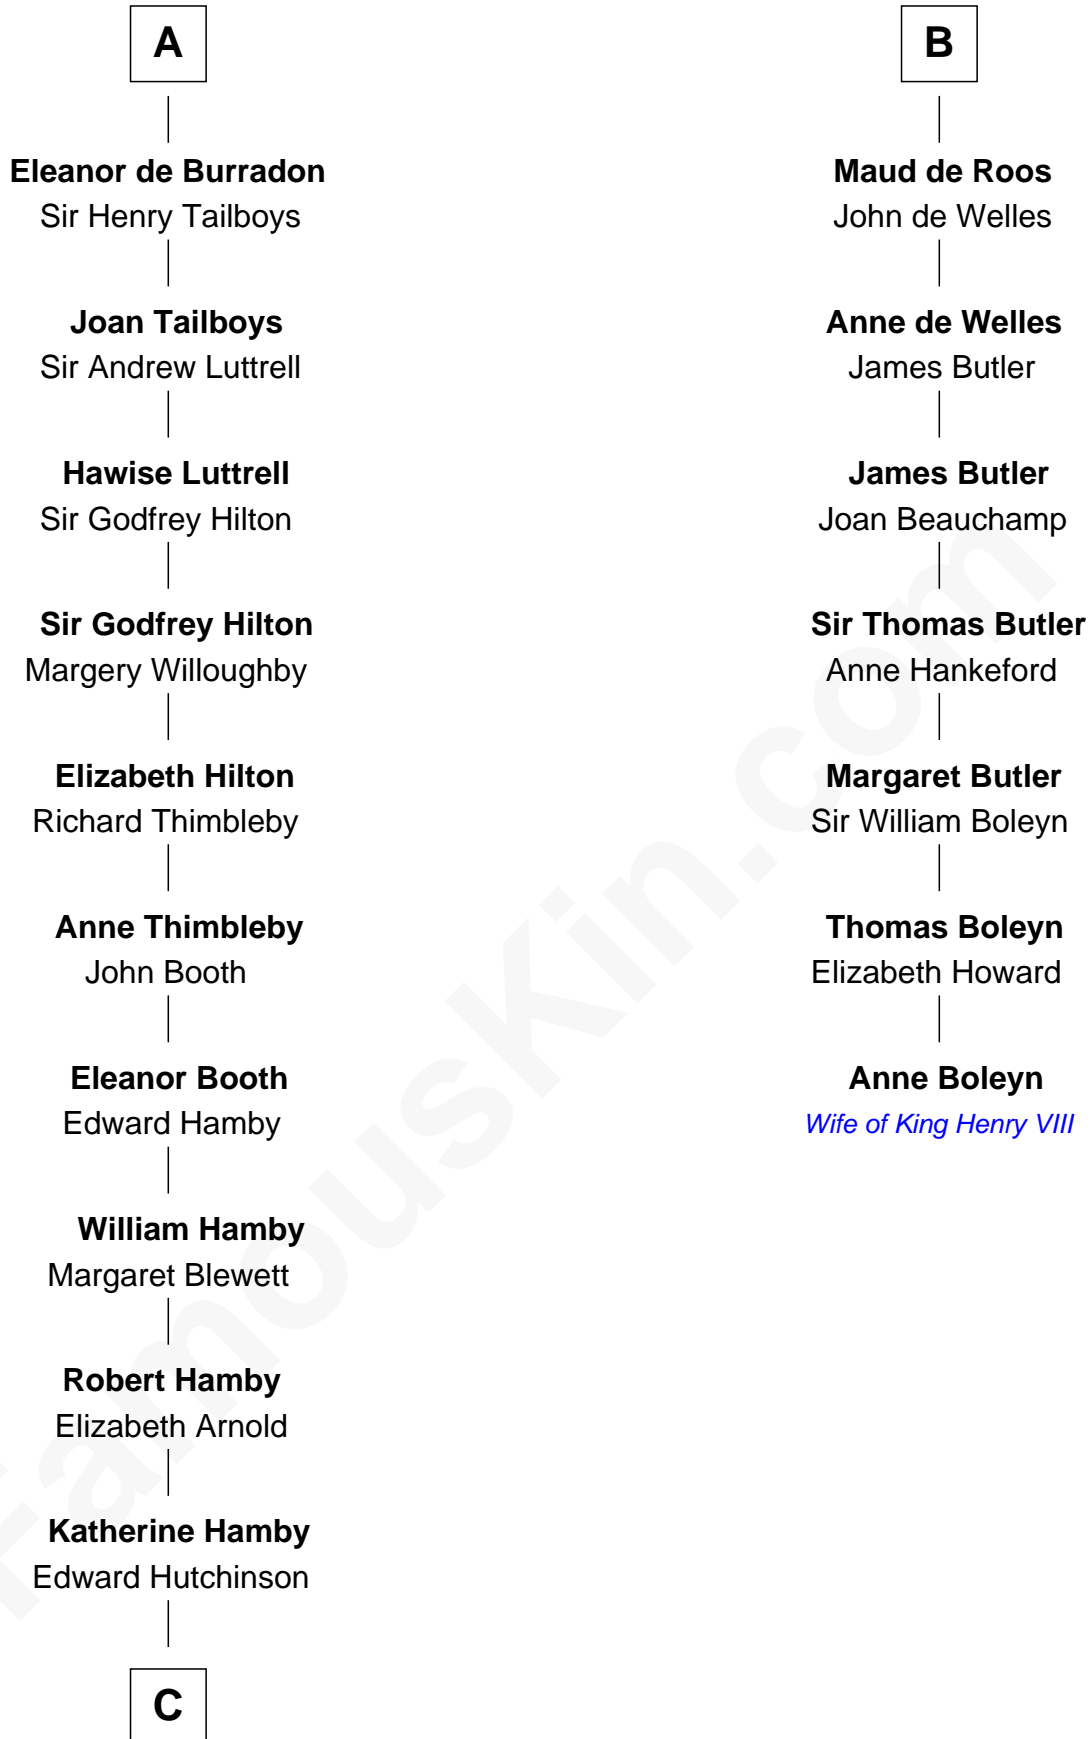 A
Eleanor de Burradon
Sir Henry Tailboys
Joan Tailboys
Sir Andrew Luttrell
Hawise Luttrell
Sir Godfrey Hilton
Sir Godfrey Hilton
Margery Willoughby
Elizabeth Hilton
Richard Thimbleby
Anne Thimbleby
John Booth
Eleanor Booth
Edward Hamby
William Hamby
Margaret Blewett
Robert Hamby
Elizabeth Arnold
Katherine Hamby
Edward Hutchinson
C
B
Maud de Roos
John de Welles
Anne de Welles
James Butler
James Butler
Joan Beauchamp
Sir Thomas Butler
Anne Hankeford
Margaret Butler
Sir William Boleyn
Thomas Boleyn
Elizabeth Howard
Anne Boleyn
Wife of King Henry VIII
FamousKin.com